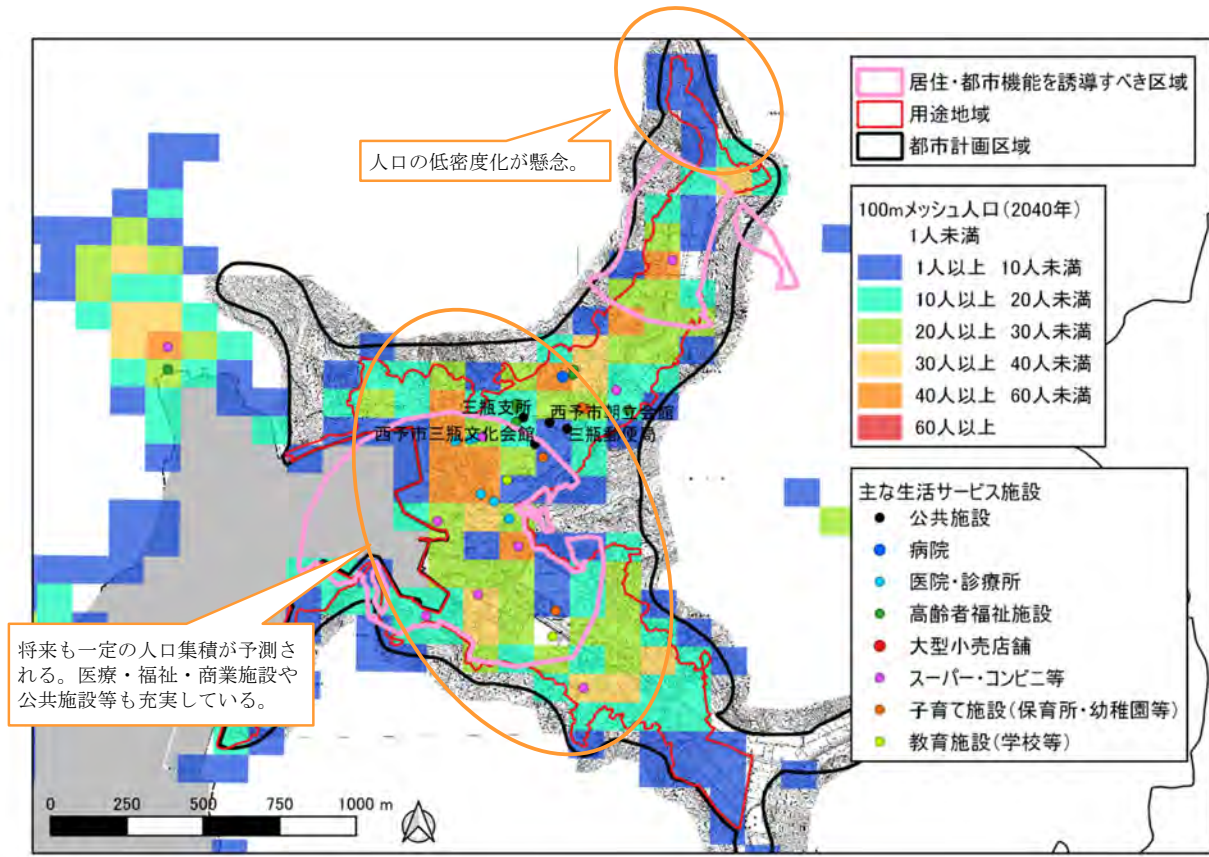 居住・都市機能を誘導すべき区域
用途地域
都市計画区域
人口の低密度化が懸念。
100mメッシュ人口(2040年)
1人未満
1人以上 10人未満
10人以上 20人未満
20人以上 30人未満
30人以上 40人未満
40人以上 60人未満
60人以上
三瓶支所
西予市朝立会館
西予市三瓶文化会館
三瓶郵便局
主な生活サービス施設
公共施設
病院
医院・診療所
高齢者福祉施設
大型小売店舗
スーパー・コンビニ等
子育て施設(保育所・幼稚園等)
教育施設(学校等)
将来も一定の人口集積が予測さ
れる。医療・福祉・商業施設や
公共施設等も充実している。
0 250 500 750 1000 m